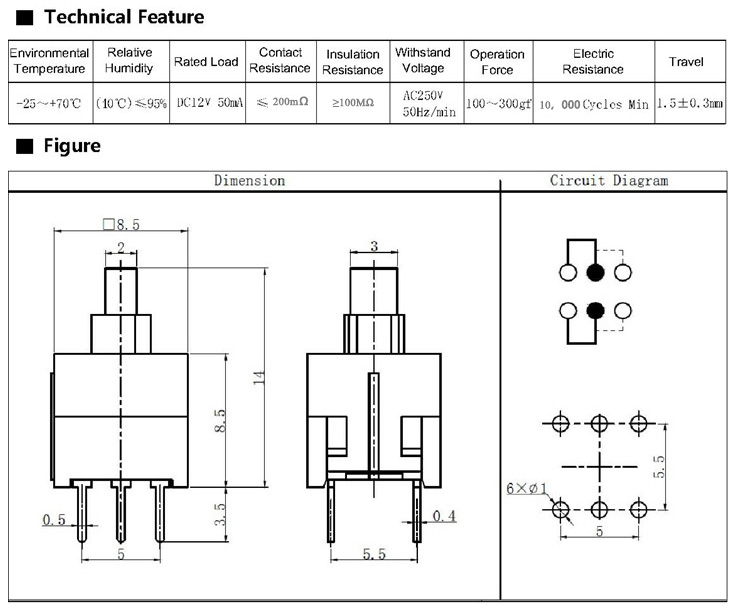 ■ Technical Feature
Environmental Temperature
Relative Humidity
Rated Load
Contact Resistance
Insulation Resistance
Withstand Voltage
Operation Force
Electric Resistance
Travel
-25~+70℃
(40℃)≤95%
DC12V 50mA
≤ 200mΩ
≥100MΩ
AC250V 50Hz/min
100~300gf
10, 000 Cycles Min
1.5±0.3mm
■ Figure
Dimension
Circuit Diagram
□8.5
2
3
14
8.5
3.5
0.5
5
0.4
5.5
6×ø1
5.5
5